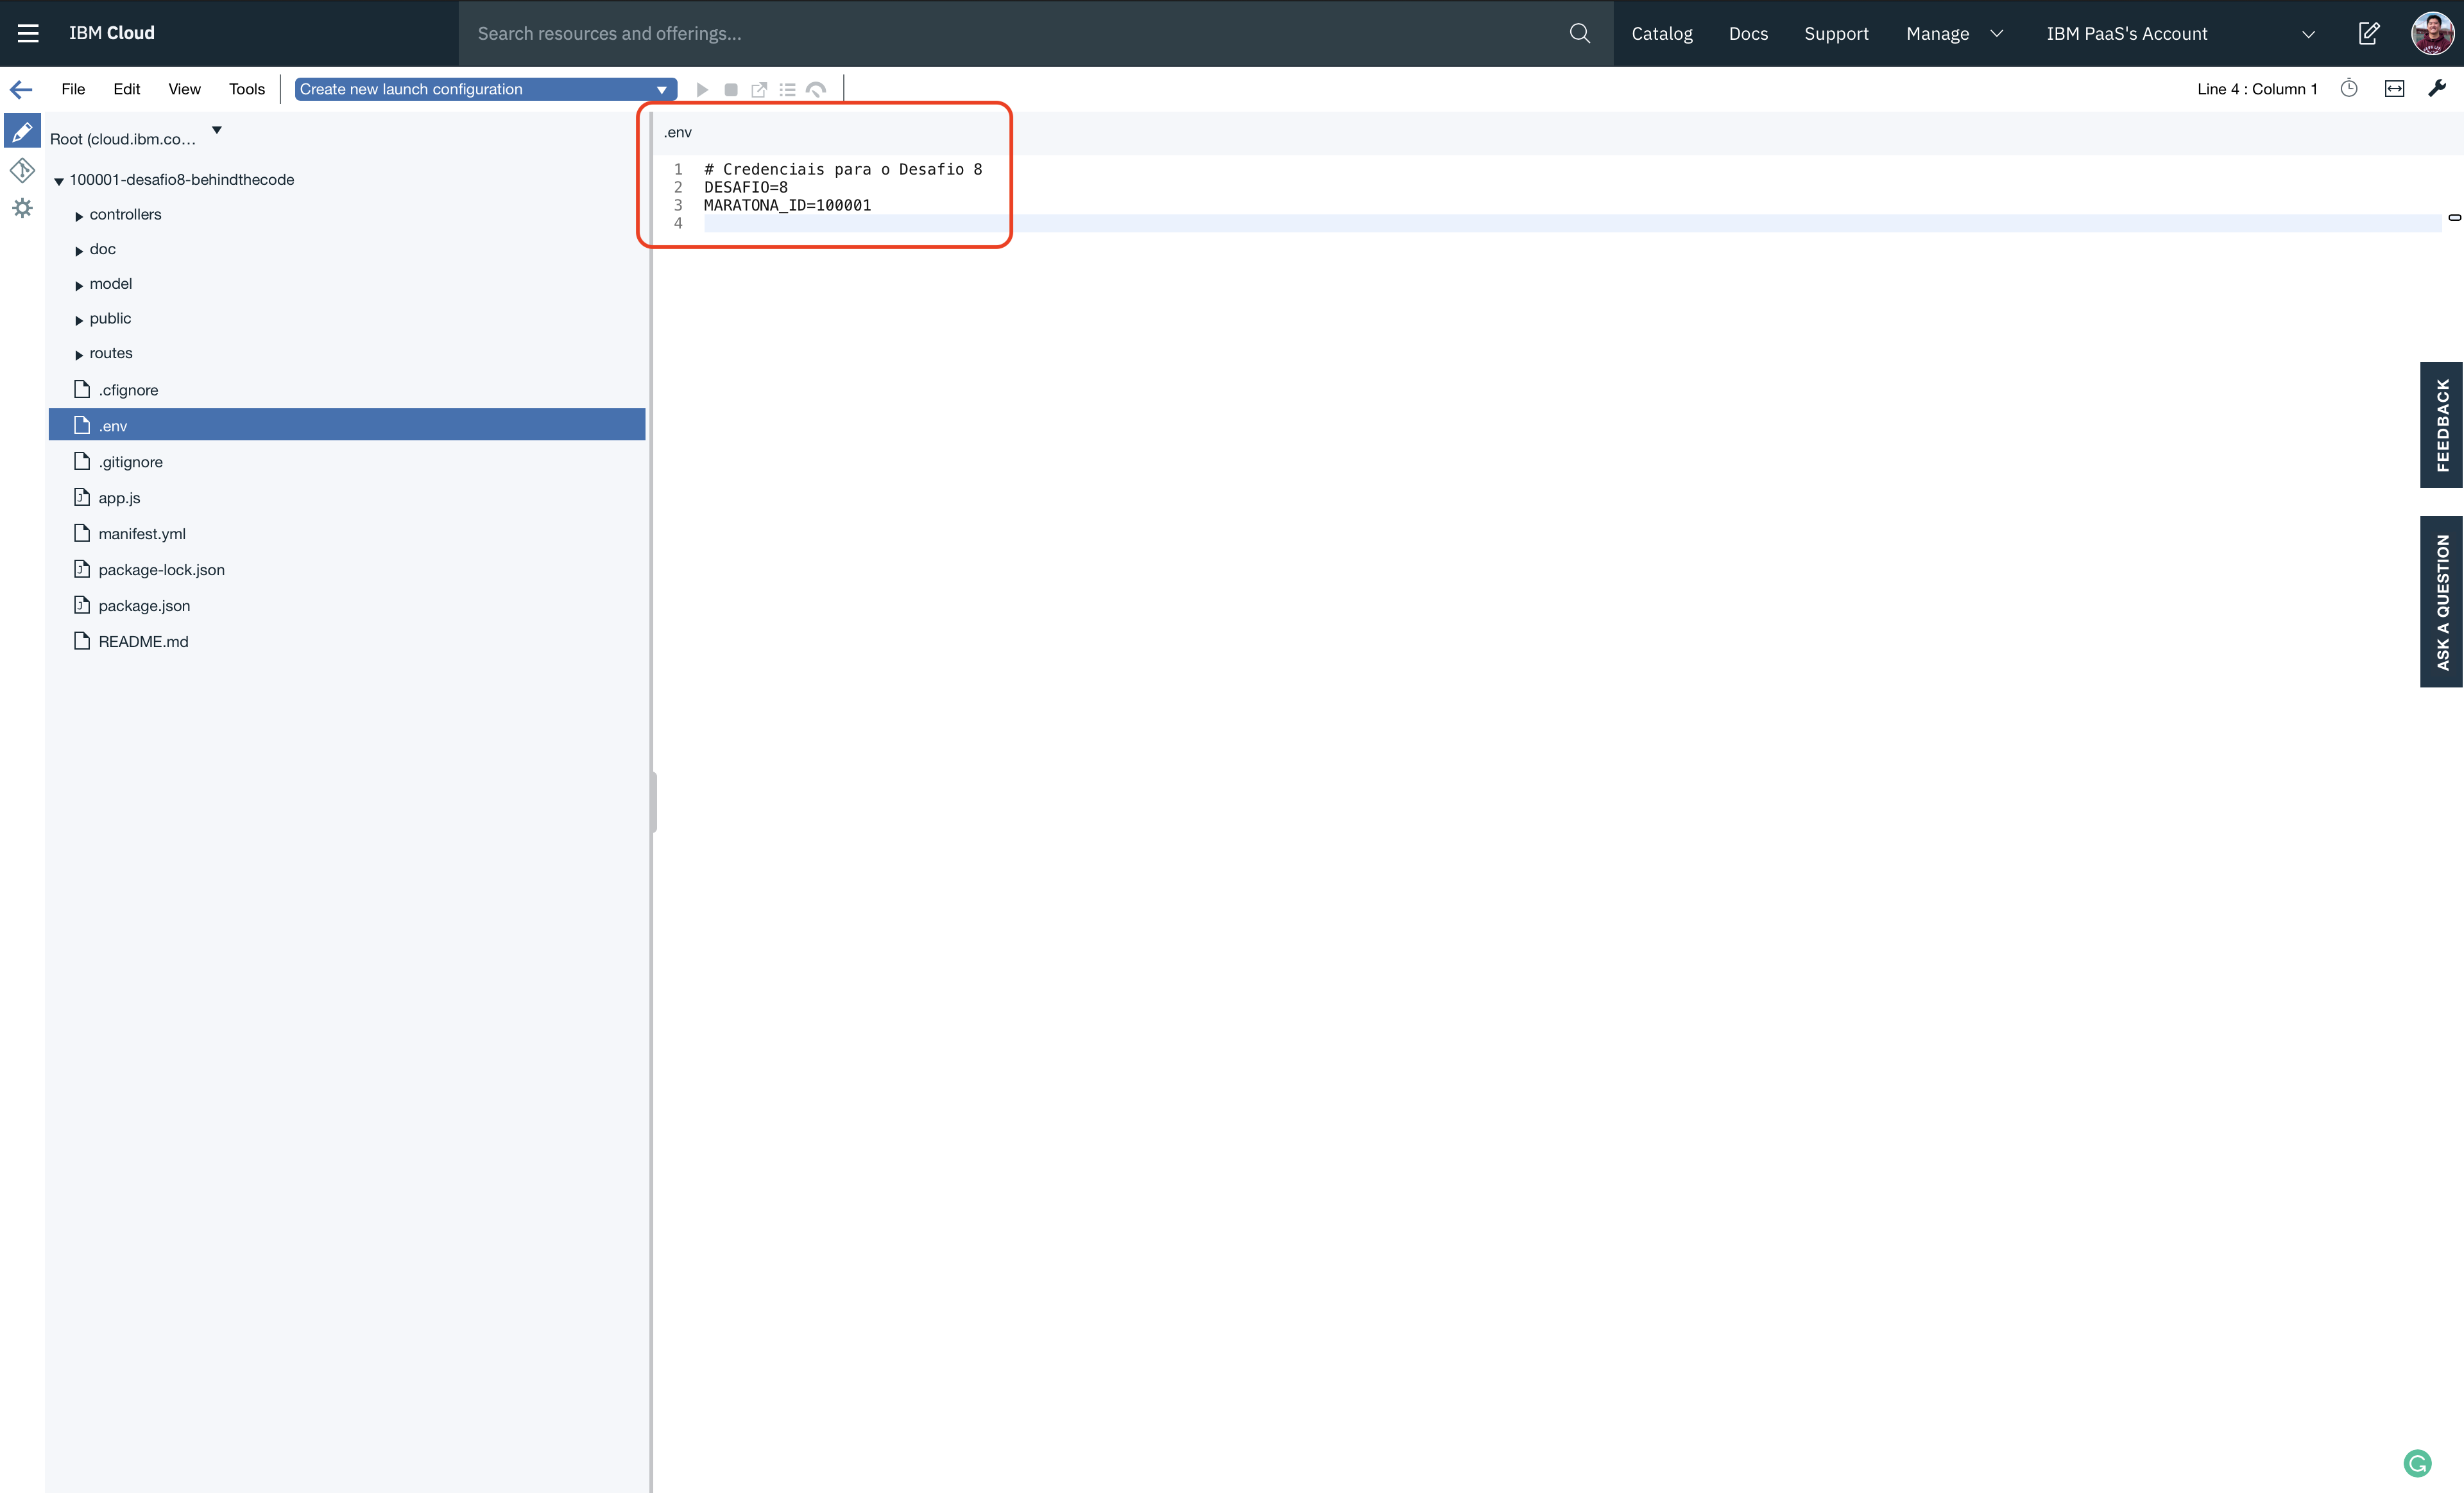 IBM Cloud
Search resources and offerings...
Catalog
Docs
Support
Manage
IBM PaaS's Account
File
Edit
View
Tools
Create new launch configuration
Line 4 : Column 1
Root (cloud.ibm.co...
100001-desafio8-behindthecode
controllers
doc
model
public
routes
.cfignore
.env
.gitignore
app.js
manifest.yml
package-lock.json
package.json
README.md
.env
1 # Credenciais para o Desafio 8
2 DESAFIO=8
3 MARATONA_ID=100001
4
FEEDBACK
ASK A QUESTION